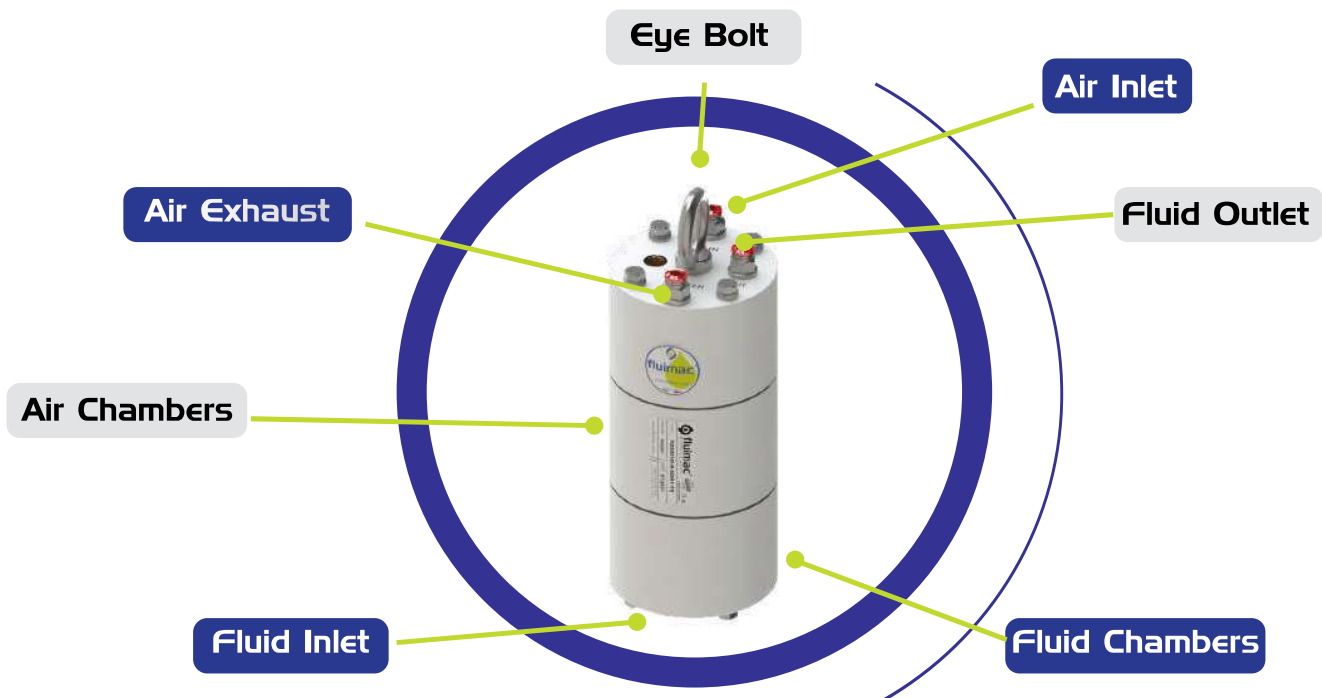 Eye Bolt
Air Inlet
Air Exhaust
Fluid Outlet
fluimac
Air Chambers
fluimac
Fluid Inlet
Fluid Chambers